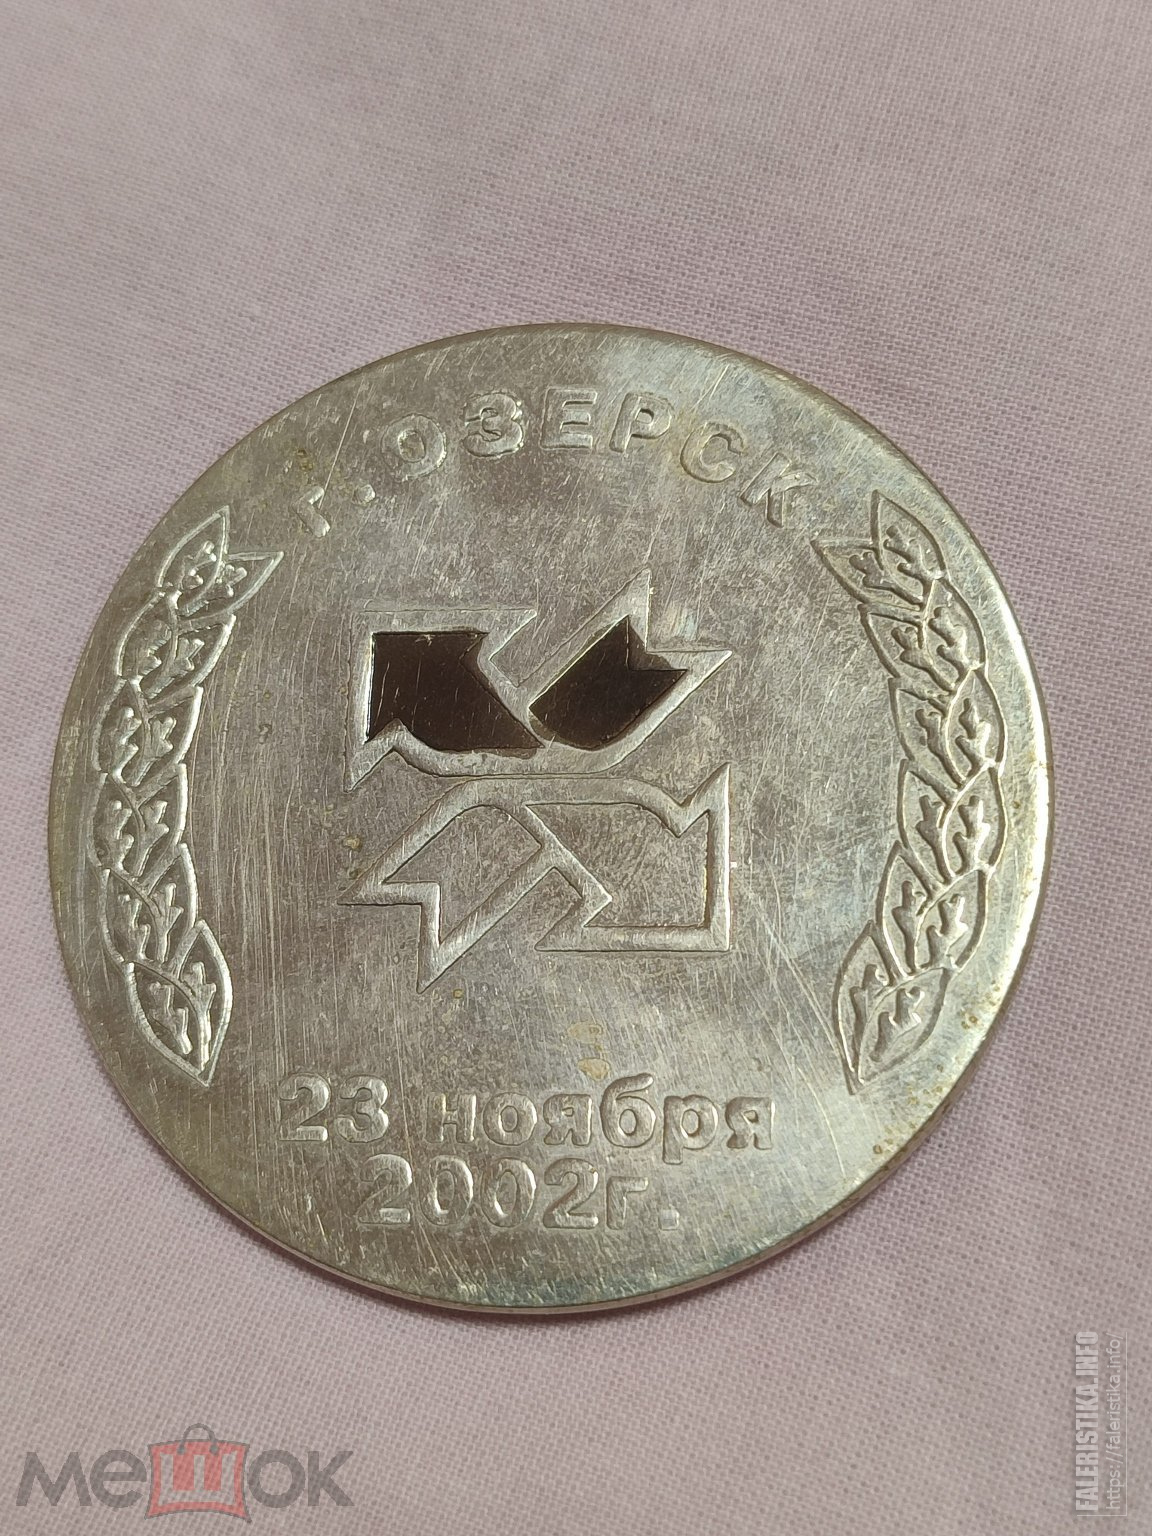 г. ОЗЕРСК
23 ноября
2002г.
мешок
FALERISTIKA.INFO
https://faleristika.info/